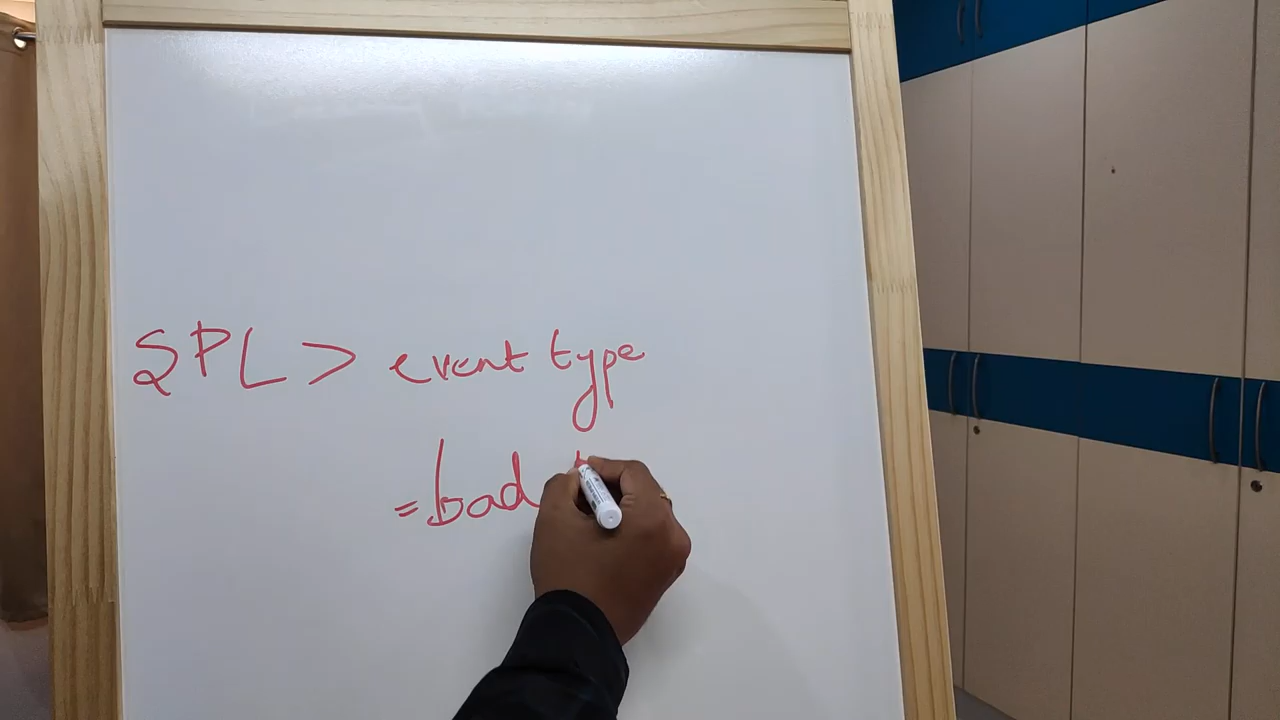 SPL > event type
= bad